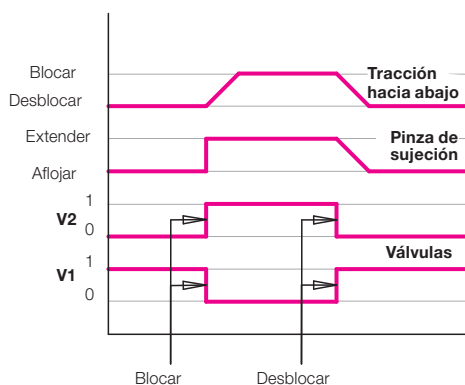 Blocar
Desblocar
Tracción
hacia abajo
Extender
Aflojar
Pinza de
sujeción
1
V2
0
Válvulas
1
V1
0
Blocar
Desblocar